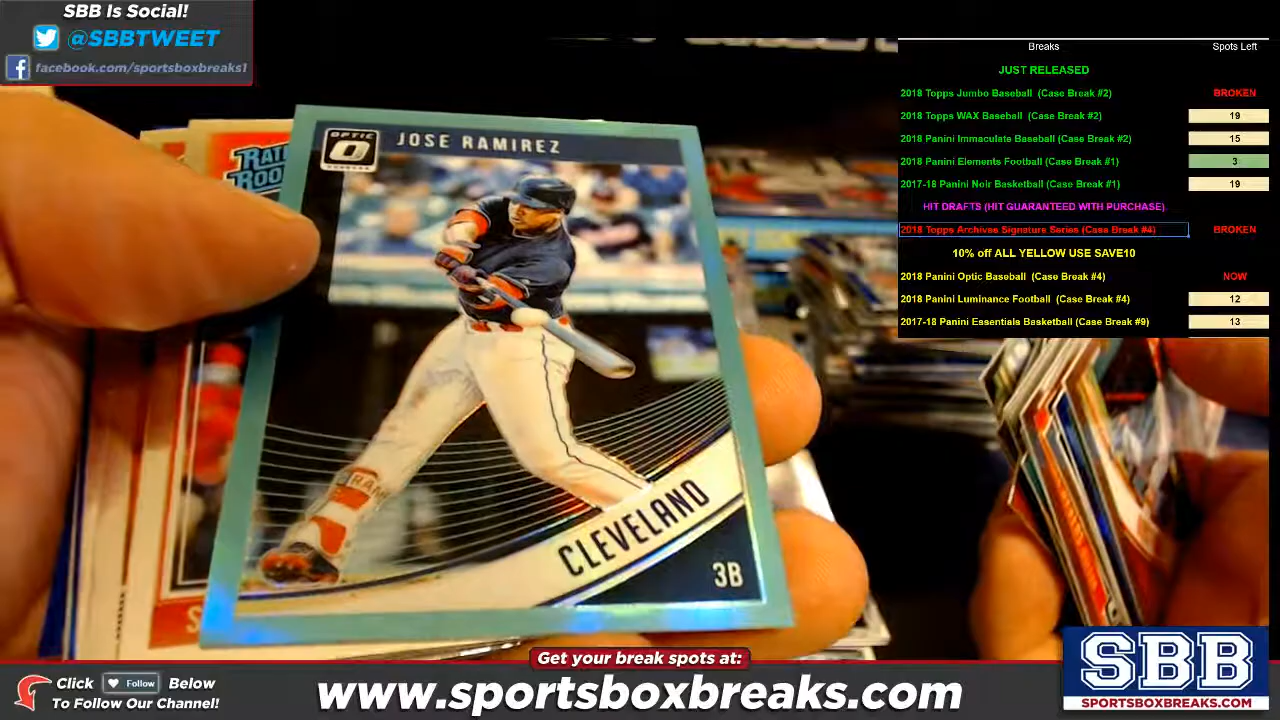 SBB Is Social!
@SBBTWEET
facebook.com/sportsboxbreaks1
Breaks Spots Left
JUST RELEASED
2018 Topps Jumbo Baseball (Case Break #2) BROKEN
2018 Topps WAX Baseball (Case Break #2) 19
2018 Panini Immaculate Baseball (Case Break #2) 15
2018 Panini Elements Football (Case Break #1) 3
2017-18 Panini Noir Basketball (Case Break #1) 19
HIT DRAFTS (HIT GUARANTEED WITH PURCHASE)
2018 Topps Archives Signature Series (Case Break #4) BROKEN
10% off ALL YELLOW USE SAVE10
2018 Panini Optic Baseball (Case Break #4) NOW
2018 Panini Luminance Football (Case Break #4) 12
2017-18 Panini Essentials Basketball (Case Break #9) 13
OPTIC
JOSE RAMIREZ
CLEVELAND
3B
Get your break spots at:
Click Follow Below
To Follow Our Channel!
www.sportsboxbreaks.com
SBB
SPORTSBOXBREAKS.COM